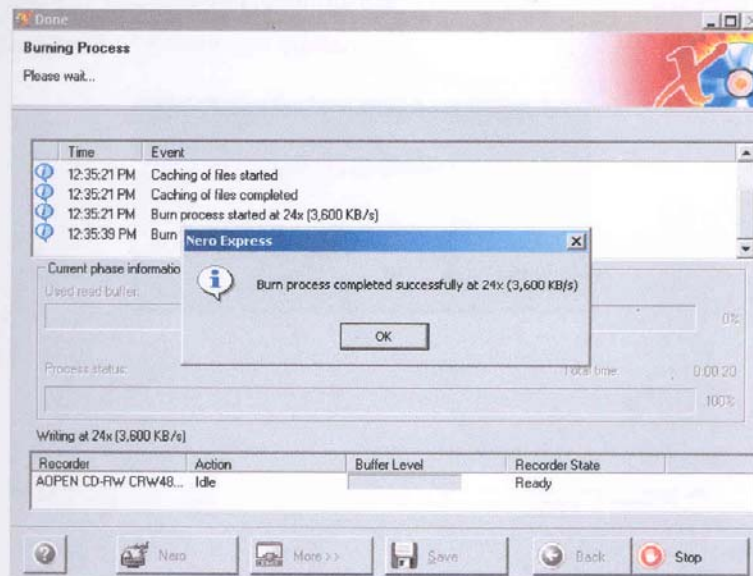 Done
Burning Process
Please wait...
Time Event
12:35:21 PM Caching of files started
12:35:21 PM Caching of files completed
12:35:21 PM Burn process started at 24x (3,600 KB/s)
12:35:39 PM Burn
Nero Express
Burn process completed successfully at 24x (3,600 KB/s)
OK
Current phase informatio
Used read buffer:
0%
Process status: Total time: 0:00:20
100%
Writing at 24x (3,600 KB/s)
Recorder Action Buffer Level Recorder State
AOPEN CD-RW CRW48... Idle Ready
Nero More >> Save Back Stop